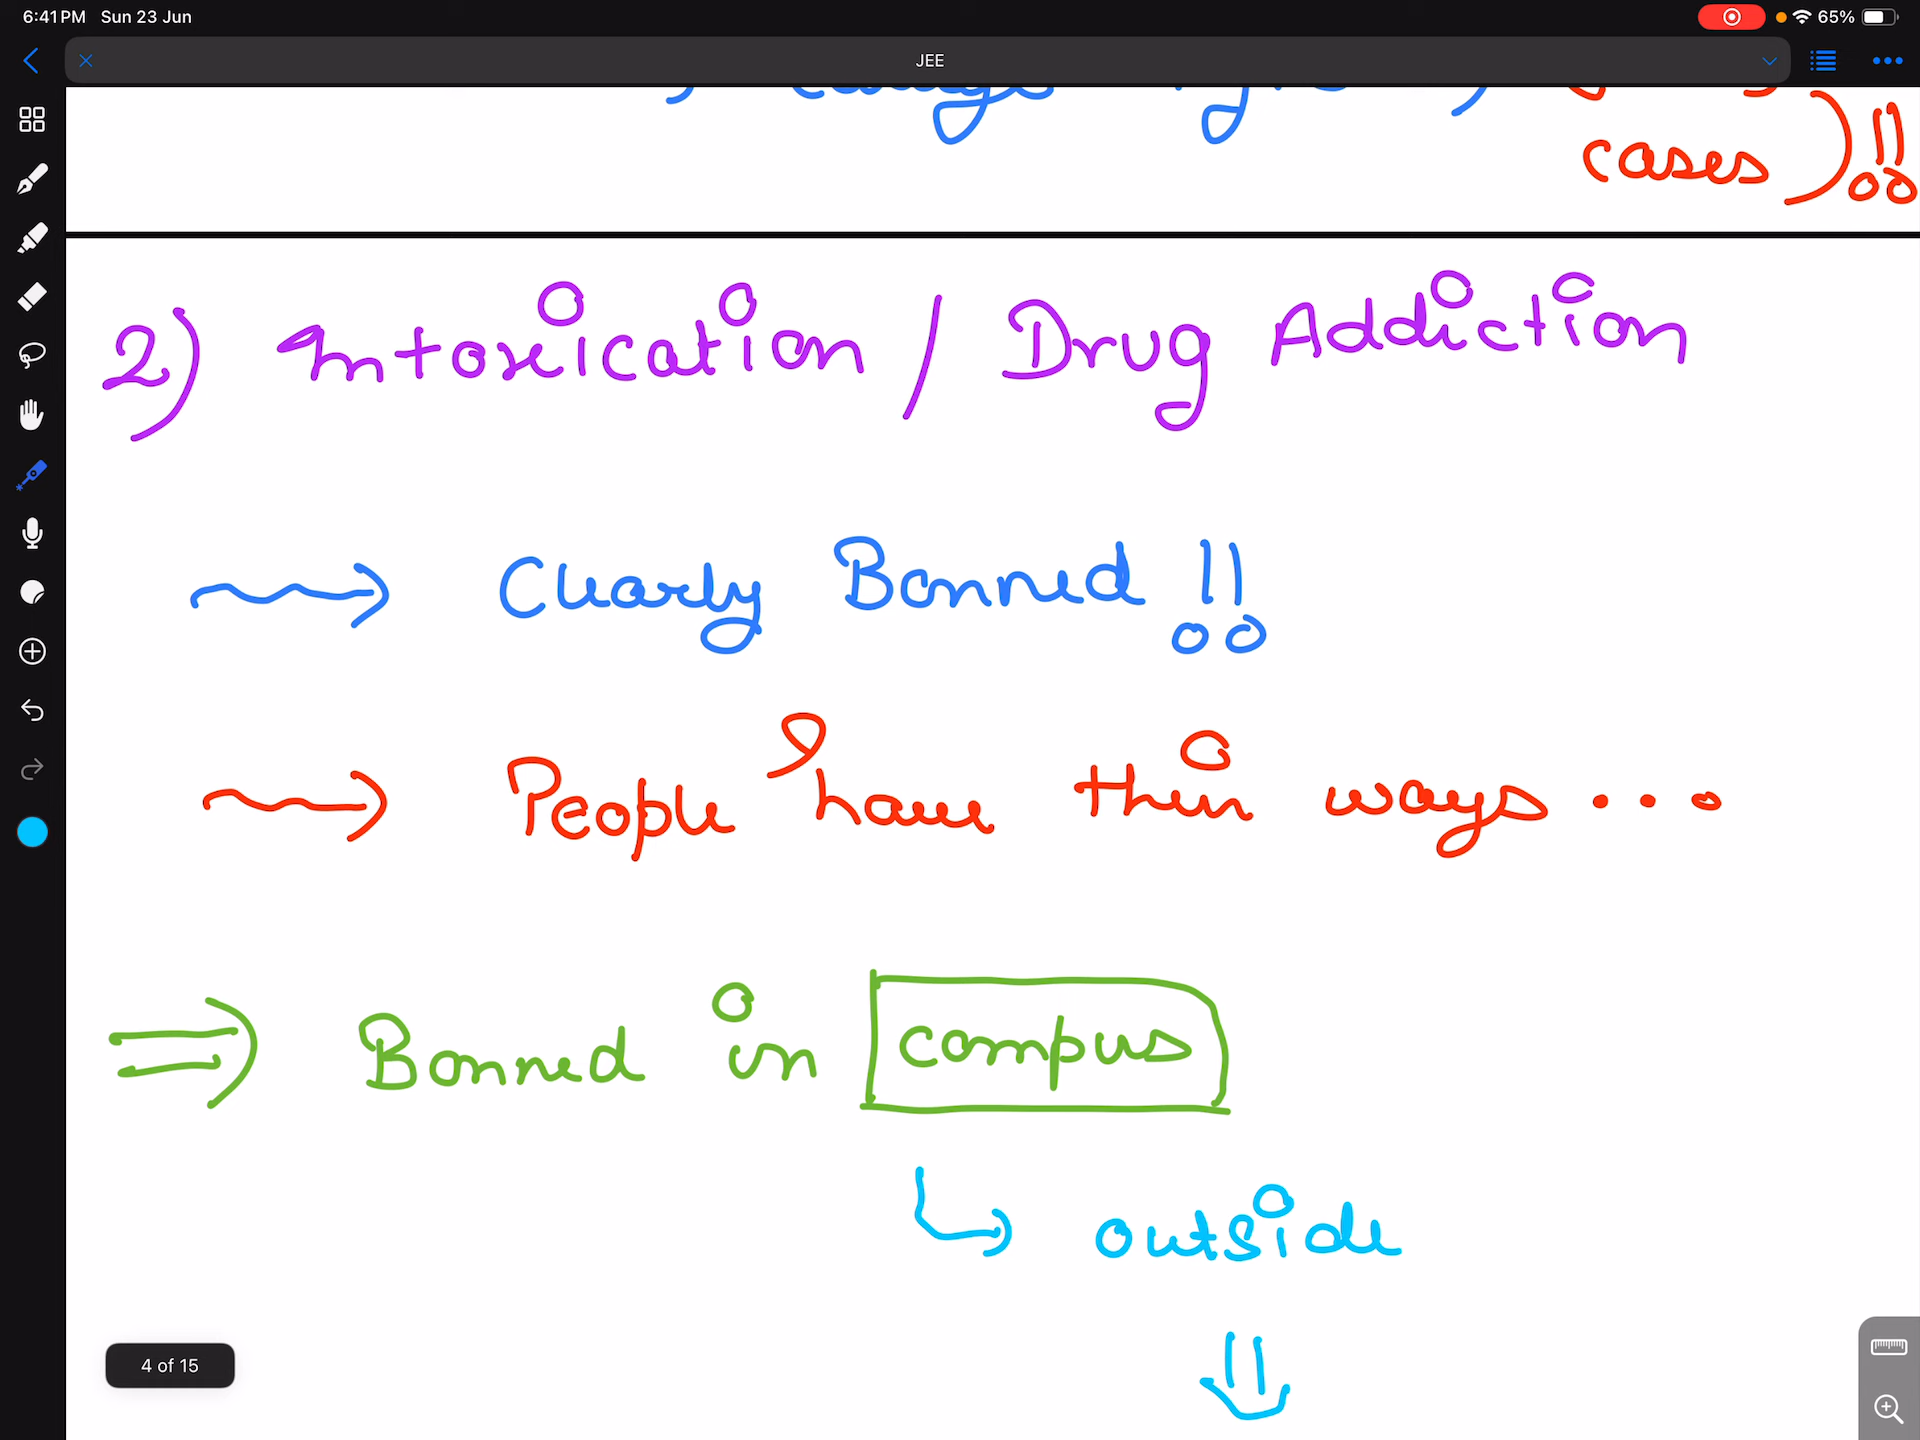 6:41 PM Sun 23 Jun
65%
JEE
cases)!!
2) Intoxication / Drug Addiction
Clearly Banned !!
People have their ways ...
Banned in campus
outside
4 of 15